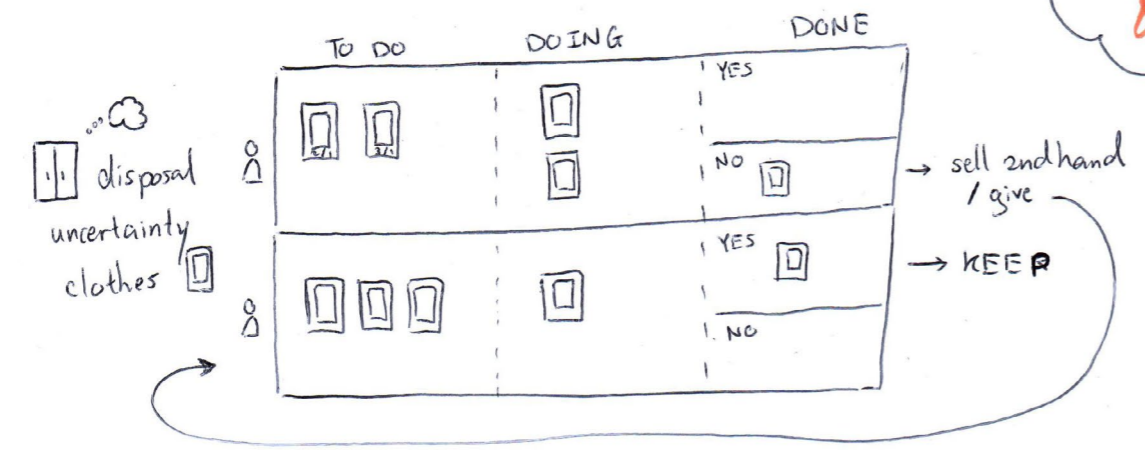 TO DO
DOING
DONE
YES
NO
→ sell 2nd hand
/ give
disposal
uncertainty
clothes
YES
→ KEEP
NO